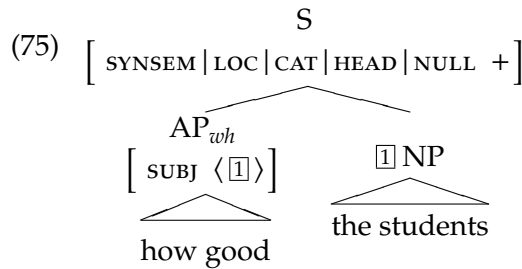 S
(75) [ SYNSEM | LOC | CAT | HEAD | NULL + ]
AP_wh
[ SUBJ ⟨ [1] ⟩ ] [1] NP
how good the students